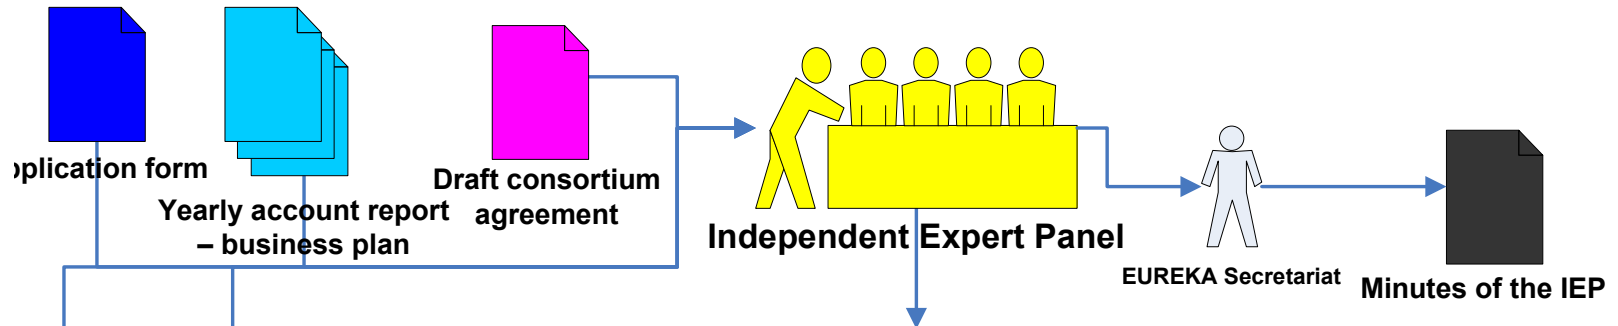 pplication form
Yearly account report
– business plan
Draft consortium
agreement
Independent Expert Panel
EUREKA Secretariat
Minutes of the IEP